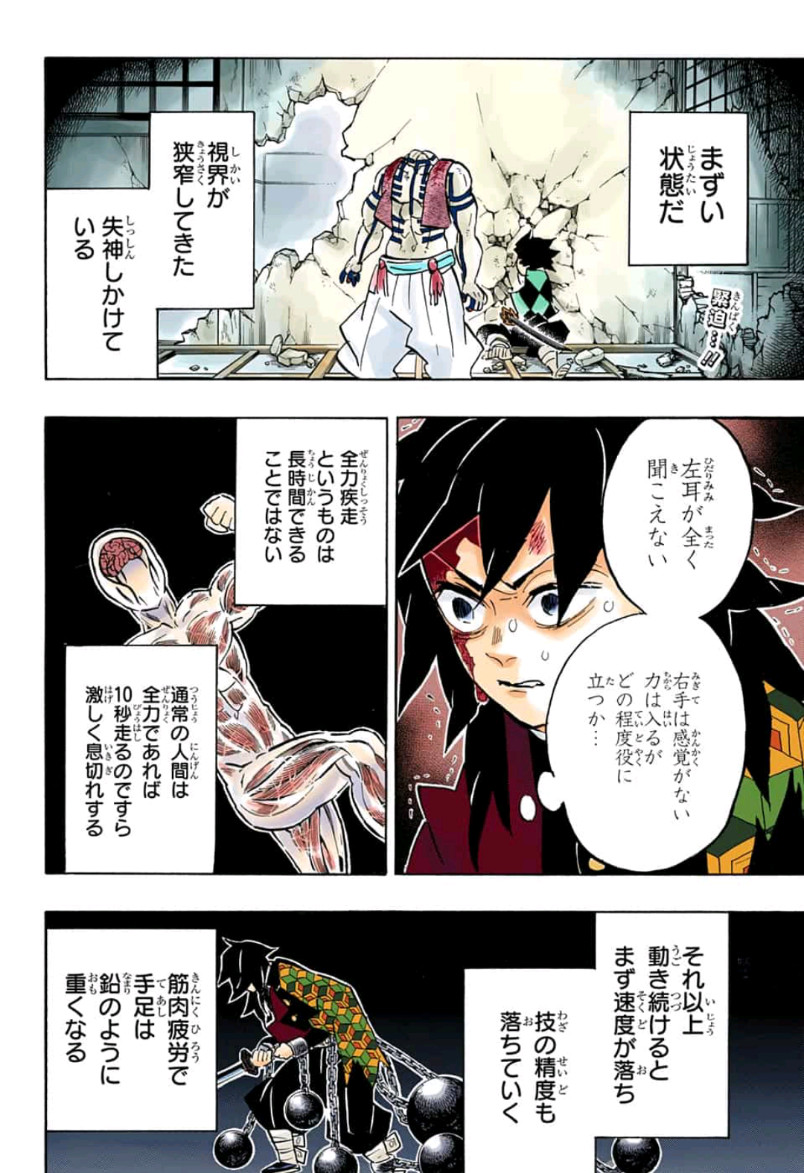 まずい
状態だ
視界が
狭窄してきた
失神しかけて
いる
緊迫…!!
左耳が全く
聞こえない
右手は感覚がない
力は入るが
どの程度役に
立つか…
全力疾走
というものは
長時間できる
ことではない
通常の人間は
全力であれば
10秒走るのですら
激しく息切れする
それ以上
動き続けると
まず速度が落ち
技の精度も
落ちていく
筋肉疲労で
手足は
鉛のように
重くなる